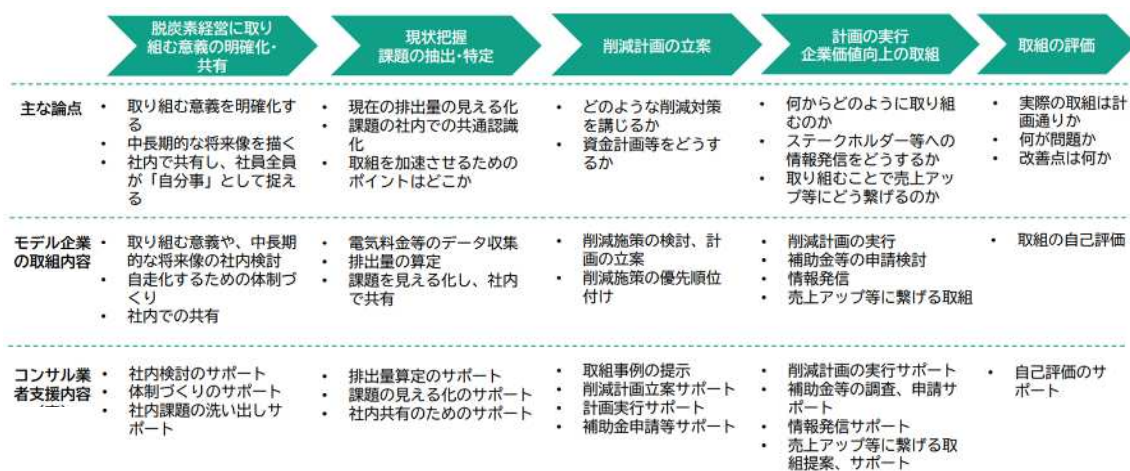 脱炭素経営に取り
組む意義の明確化・
共有
現状把握
課題の抽出・特定
削減計画の立案
計画の実行
企業価値向上の取組
取組の評価
主な論点
• 取り組む意義を明確化す
る
• 中長期的な将来像を描く
• 社内で共有し、社員全員
が「自分事」として捉え
る
• 現在の排出量の見える化
• 課題の社内での共通認識
化
• 取組を加速させるための
ポイントはどこか
• どのような削減対策
を講じるか
• 資金計画等をどうす
るか
• 何からどのように取り組
むのか
• ステークホルダー等への
情報発信をどうするか
• 取り組むことで売上アッ
プ等にどう繋げるのか
• 実際の取組は計
画通りか
• 何が問題か
• 改善点は何か
モデル企業
の取組内容
• 取り組む意義や、中長期
的な将来像の社内検討
• 自走化するための体制づ
くり
• 社内での共有
• 電気料金等のデータ収集
• 排出量の算定
• 課題を見える化し、社内
で共有
• 削減施策の検討、計
画の立案
• 削減施策の優先順位
付け
• 削減計画の実行
• 補助金等の申請検討
• 情報発信
• 売上アップ等に繋げる取組
• 取組の自己評価
コンサル業
者支援内容
• 社内検討のサポート
• 体制づくりのサポート
• 社内課題の洗い出しサ
ポート
• 排出量算定のサポート
• 課題の見える化のサポート
• 社内共有のためのサポート
• 取組事例の提示
• 削減計画立案サポート
• 計画実行サポート
• 補助金申請等サポート
• 削減計画の実行サポート
• 補助金等の調査、申請サ
ポート
• 情報発信サポート
• 売上アップ等に繋げる取
組提案、サポート
• 自己評価のサ
ポート